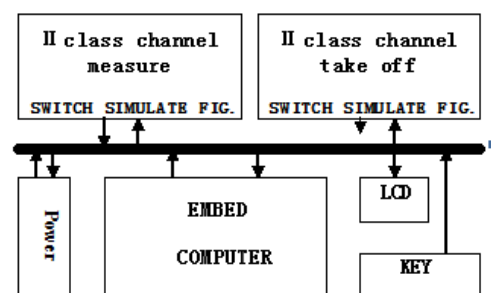 II class channel
measure
SWITCH SIMULATE FIG.
II class channel
take off
SWITCH SIMULATE FIG.
Power
EMBED
COMPUTER
LCD
KEY